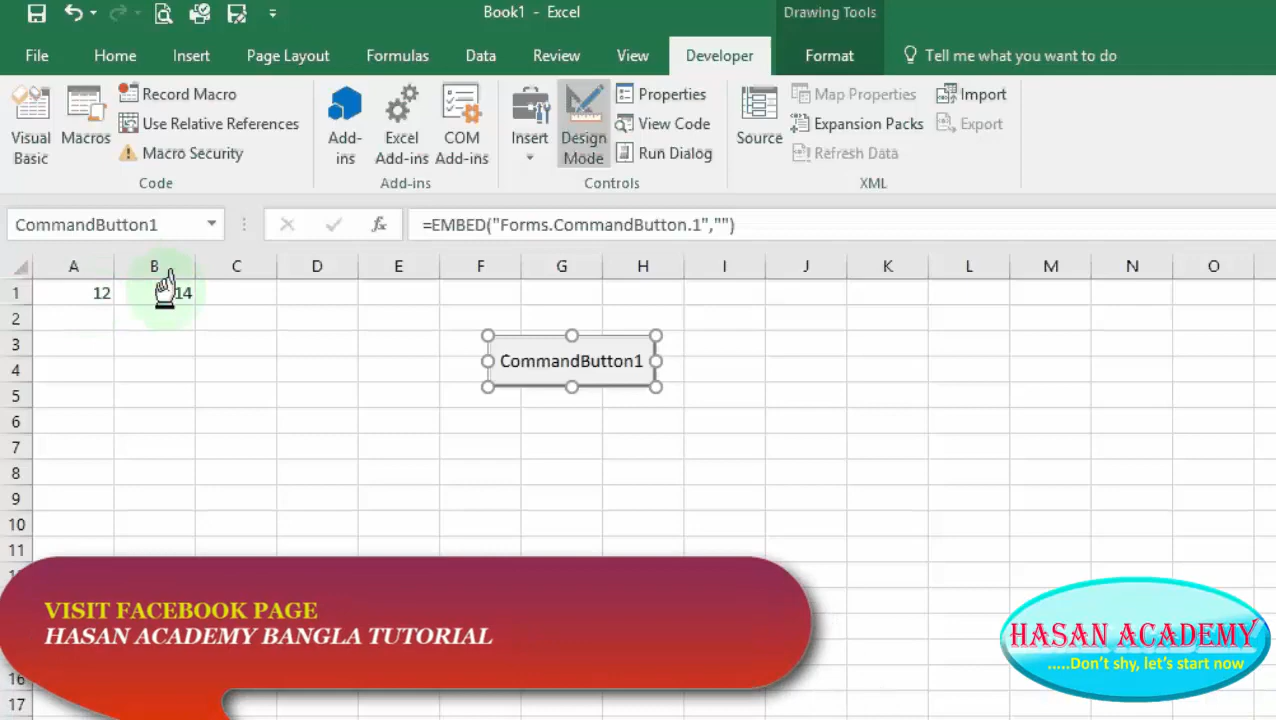 Book1 - Excel
Drawing Tools
File Home Insert Page Layout Formulas Data Review View Developer Format Tell me what you want to do
Visual Basic
Macros
Record Macro
Use Relative References
Macro Security
Code
Add-ins
Excel Add-ins
COM Add-ins
Add-ins
Insert
Design Mode
Properties
View Code
Run Dialog
Controls
Source
Map Properties
Expansion Packs
Refresh Data
Import
Export
XML
CommandButton1
fx
=EMBED("Forms.CommandButton.1","")
A B C D E F G H I J K L M N O
1 12 14
2
3
4
CommandButton1
5
6
7
8
9
10
11
16
17
VISIT FACEBOOK PAGE
HASAN ACADEMY BANGLA TUTORIAL
HASAN ACADEMY
.....Don't shy, let's start now